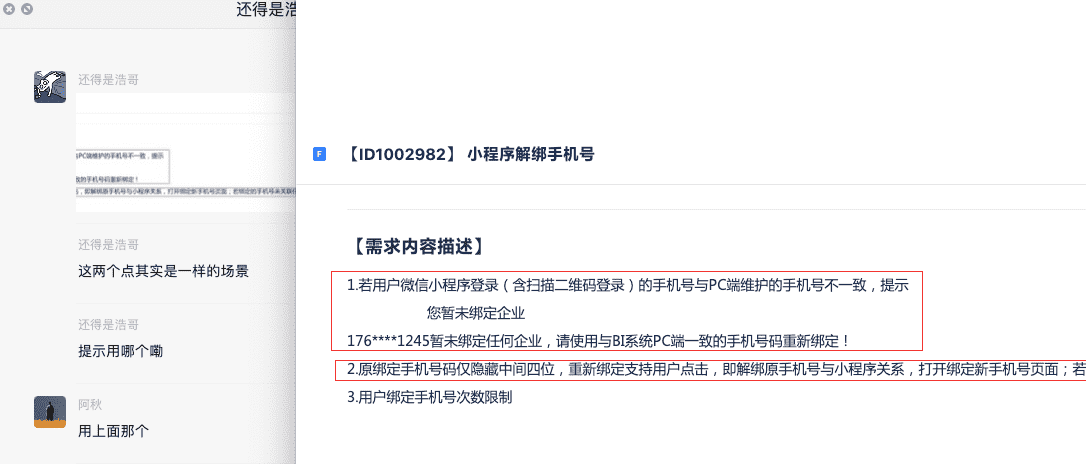 还得是浩
还得是浩哥
PC端维护的手机号不一致，提示
的手机号码重新绑定！
，即解绑原手机号与小程序关系，打开绑定新手机号页面；若绑定的手机号未关联任
还得是浩哥
这两个点其实是一样的场景
还得是浩哥
提示用哪个嘞
阿秋
用上面那个
F
【ID1002982】 小程序解绑手机号
【需求内容描述】
1.若用户微信小程序登录（含扫描二维码登录）的手机号与PC端维护的手机号不一致，提示
您暂未绑定企业
176****1245暂未绑定任何企业，请使用与BI系统PC端一致的手机号码重新绑定！
2.原绑定手机号码仅隐藏中间四位，重新绑定支持用户点击，即解绑原手机号与小程序关系，打开绑定新手机号页面；若
3.用户绑定手机号次数限制